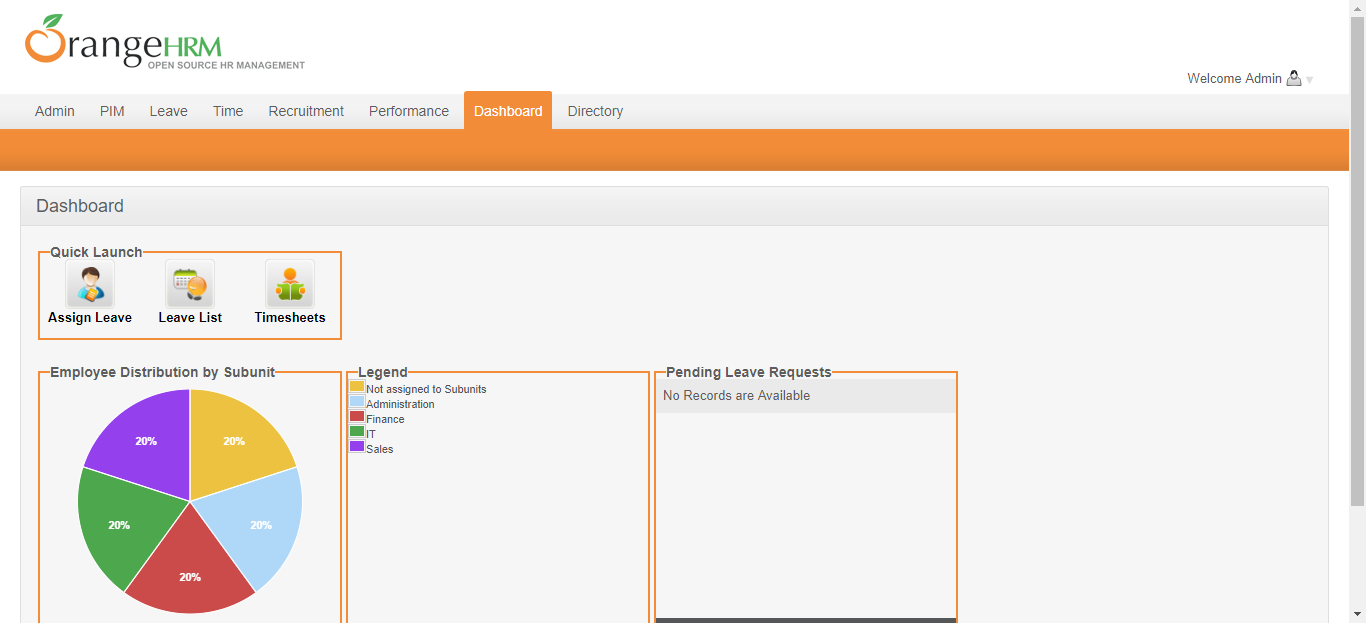 OrangeHRM
OPEN SOURCE HR MANAGEMENT
Welcome Admin
Admin PIM Leave Time Recruitment Performance Dashboard Directory
Dashboard
Quick Launch
Assign Leave Leave List Timesheets
Employee Distribution by Subunit
20%
20%
20%
20%
20%
Legend
Not assigned to Subunits
Administration
Finance
IT
Sales
Pending Leave Requests
No Records are Available